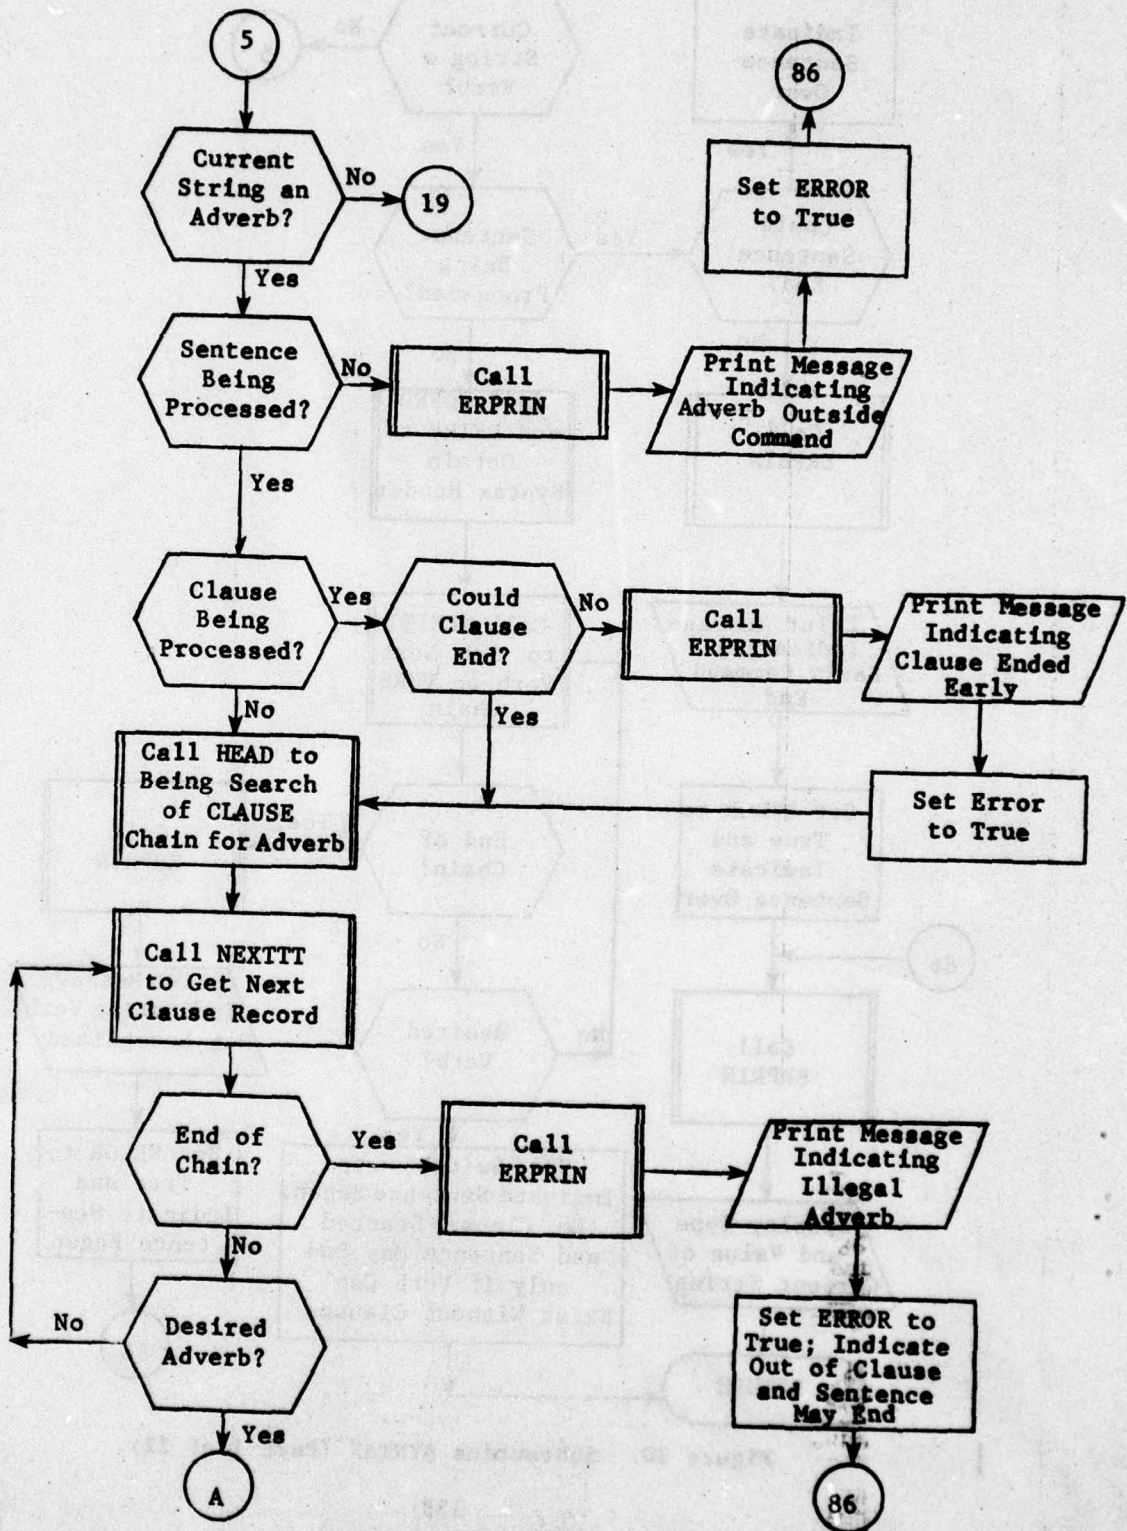 5
Current
String an
Adverb?
No
19
Yes
86
Set ERROR
to True
Sentence
Being
Processed?
No
Call
ERPRIN
Print Message
Indicating
Adverb Outside
Command
Yes
Clause
Being
Processed?
Yes
Could
Clause
End?
No
Call
ERPRIN
Print Message
Indicating
Clause Ended
Early
No
Yes
Call HEAD to
Being Search
of CLAUSE
Chain for Adverb
Set Error
to True
Call NEXTTT
to Get Next
Clause Record
End of
Chain?
Yes
Call
ERPRIN
Print Message
Indicating
Illegal
Adverb
No
Desired
Adverb?
No
Set ERROR to
True; Indicate
Out of Clause
and Sentence
May End
Yes
A
86